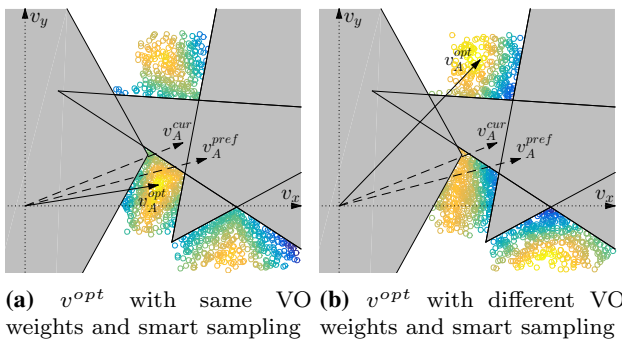 v_y
v_A^{cur}
v_A^{pref}
v_A^{opt}
v_x
v_y
v_A^{opt}
v_A^{cur}
v_A^{pref}
v_x
(a) v^{opt} with same VO
weights and smart sampling
(b) v^{opt} with different VO
weights and smart sampling